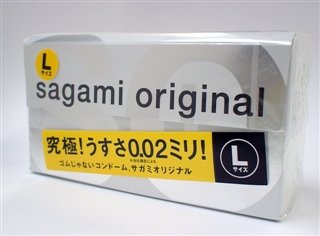 L
サイズ
sagami original
究極!うすさ0.02ミリ!
ゴムじゃないコンドーム、サガミオリジナル
L
サイズ